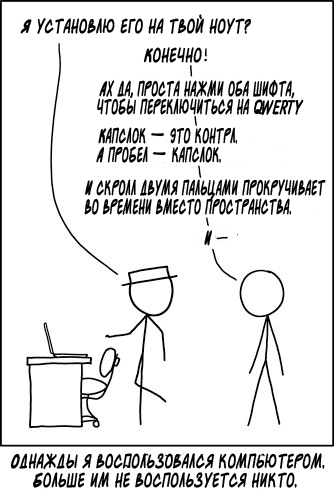 Я УСТАНОВЛЮ ЕГО НА ТВОЙ НОУТ?
КОНЕЧНО!
АХ ДА, ПРОСТА НАЖМИ ОБА ШИФТА,
ЧТОБЫ ПЕРЕКЛЮЧИТЬСЯ НА QWERTY
КАПСЛОК — ЭТО КОНТРЛ.
А ПРОБЕЛ — КАПСЛОК.
И СКРОЛЛ ДВУМЯ ПАЛЬЦАМИ ПРОКРУЧИВАЕТ
ВО ВРЕМЕНИ ВМЕСТО ПРОСТРАНСТВА.
И —
ОДНАЖДЫ Я ВОСПОЛЬЗОВАЛСЯ КОМПЬЮТЕРОМ.
БОЛЬШЕ ИМ НЕ ВОСПОЛЬЗУЕТСЯ НИКТО.